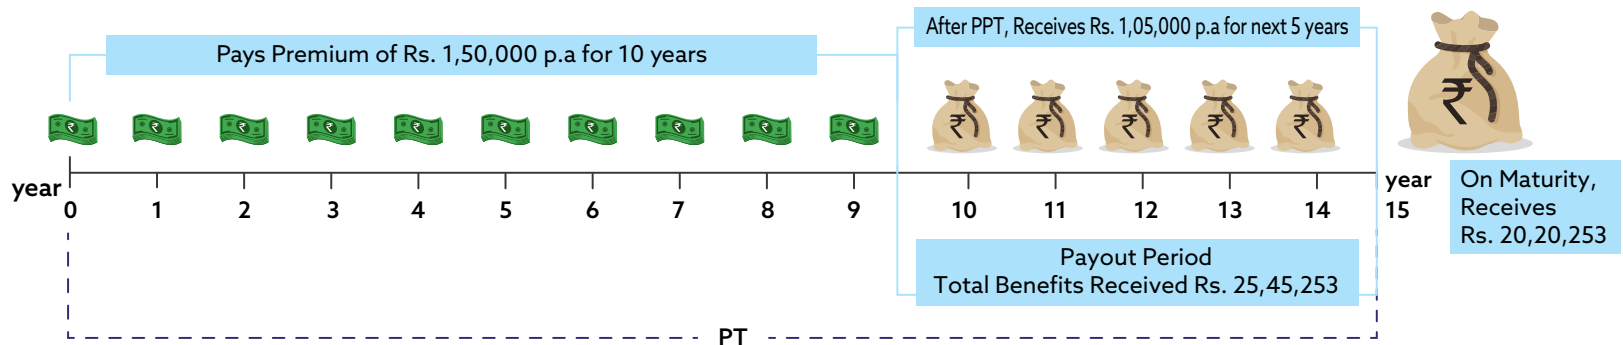 Pays Premium of Rs. 1,50,000 p.a for 10 years
After PPT, Receives Rs. 1,05,000 p.a for next 5 years
₹ ₹ ₹ ₹ ₹ ₹ ₹ ₹ ₹ ₹ ₹ ₹ ₹ ₹ ₹ ₹
year
0 1 2 3 4 5 6 7 8 9 10 11 12 13 14
year
15
On Maturity,
Receives
Rs. 20,20,253
Payout Period
Total Benefits Received Rs. 25,45,253
PT